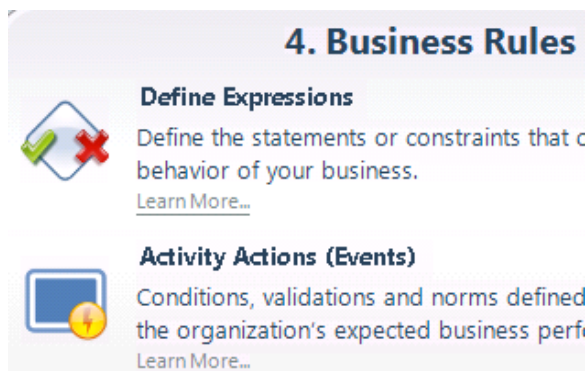 4. Business Rules
Define Expressions
Define the statements or constraints that
behavior of your business.
Learn More...
Activity Actions (Events)
Conditions, validations and norms defined
the organization's expected business
Learn More...